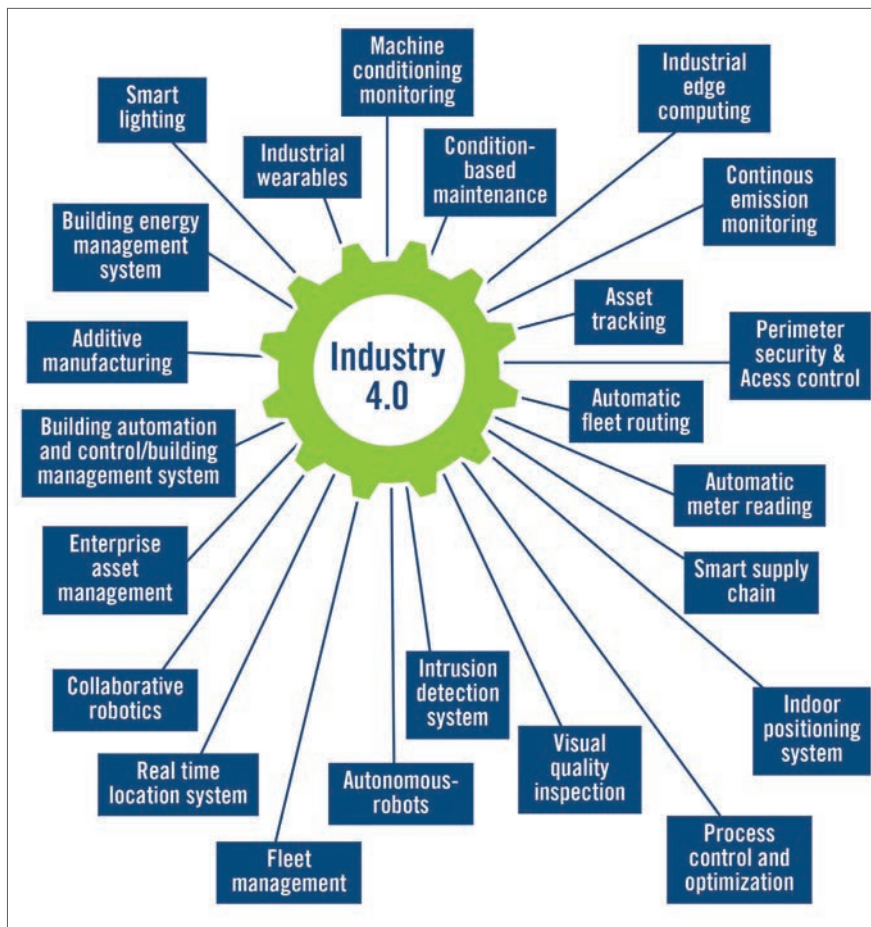 Machine
conditioning
monitoring
Industrial
edge
computing
Smart
lighting
Industrial
wearables
Condition-
based
maintenance
Continous
emission
monitoring
Building energy
management
system
Asset
tracking
Additive
manufacturing
Industry
4.0
Perimeter
security &
Acess control
Automatic
fleet routing
Building automation
and control/building
management system
Automatic
meter reading
Enterprise
asset
management
Smart supply
chain
Collaborative
robotics
Intrusion
detection
system
Indoor
positioning
system
Real time
location system
Autonomous-
robots
Visual
quality
inspection
Fleet
management
Process
control and
optimization